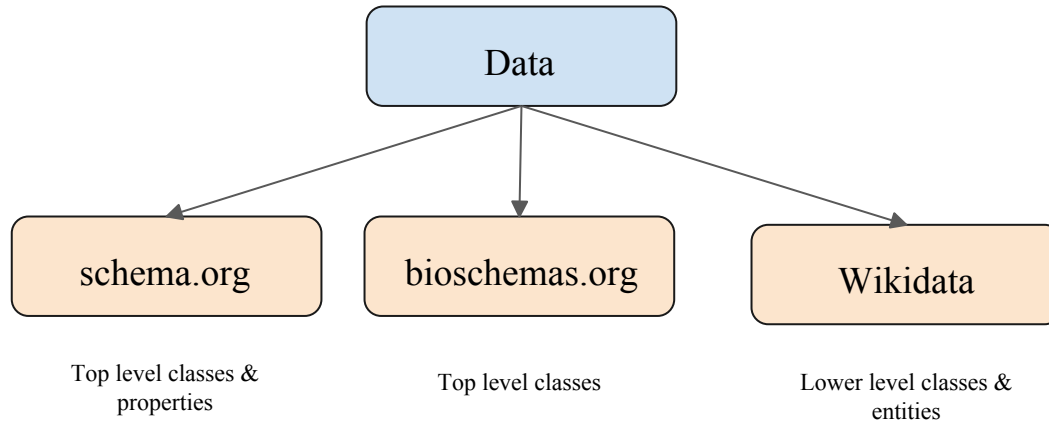 Data
schema.org
bioschemas.org
Wikidata
Top level classes &
properties
Top level classes
Lower level classes &
entities